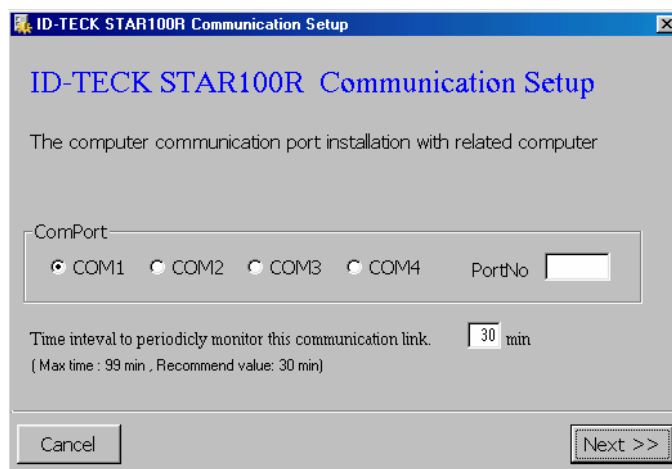 ID-TECK STAR100R Communication Setup
ID-TECK STAR100R Communication Setup
The computer communication port installation with related computer
ComPort
COM1 COM2 COM3 COM4 PortNo
Time inteval to periodicly monitor this communication link. 30 min
( Max time : 99 min , Recommend value: 30 min)
Cancel Next >>